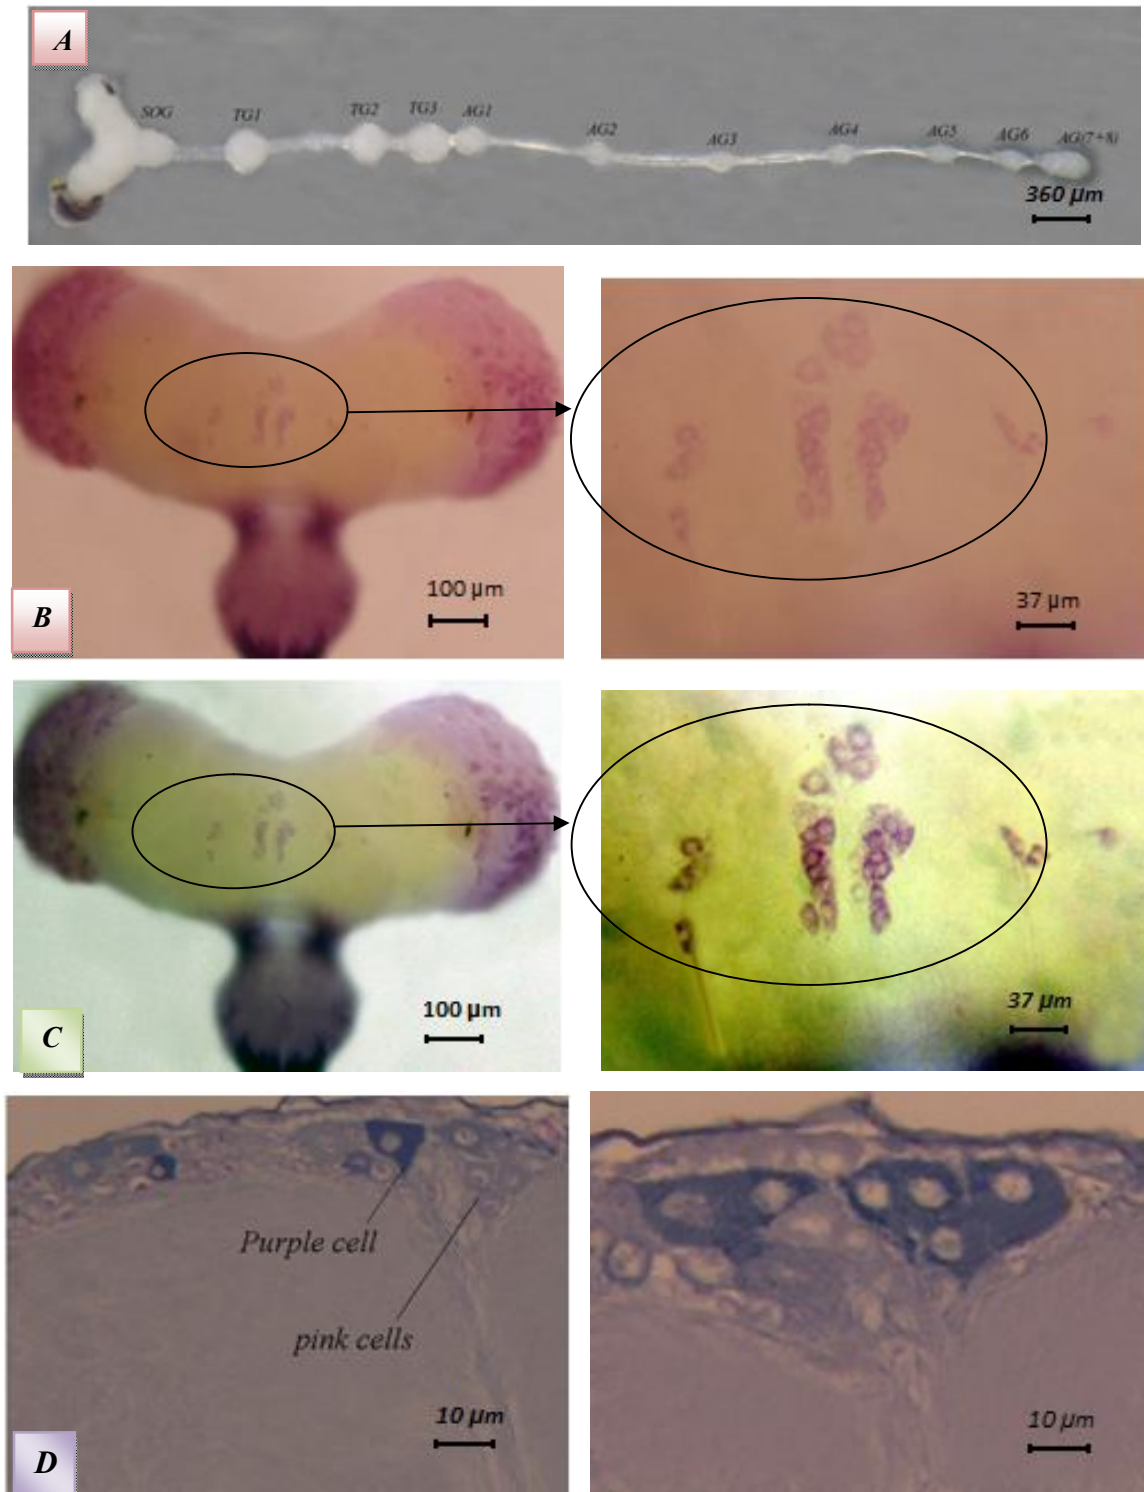 A
SOG
TG1
TG2
TG3
AG1
AG2
AG3
AG4
AG5
AG6
AG(7+8)
360 µm
B
100 µm
37 µm
C
100 µm
37 µm
D
Purple cell
pink cells
10 µm
10 µm